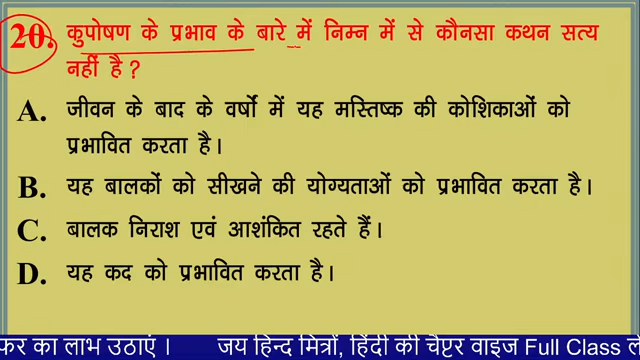 20. कुपोषण के प्रभाव के बारे में निम्न में से कौनसा कथन सत्य
नहीं है ?
A. जीवन के बाद के वर्षों में यह मस्तिष्क की कोशिकाओं को
प्रभावित करता है।
B. यह बालकों को सीखने की योग्यताओं को प्रभावित करता है।
C. बालक निराश एवं आशंकित रहते हैं।
D. यह कद को प्रभावित करता है।
का लाभ उठाएं । जय हिन्द मित्रों, हिंदी की चैप्टर वाइज Full Class